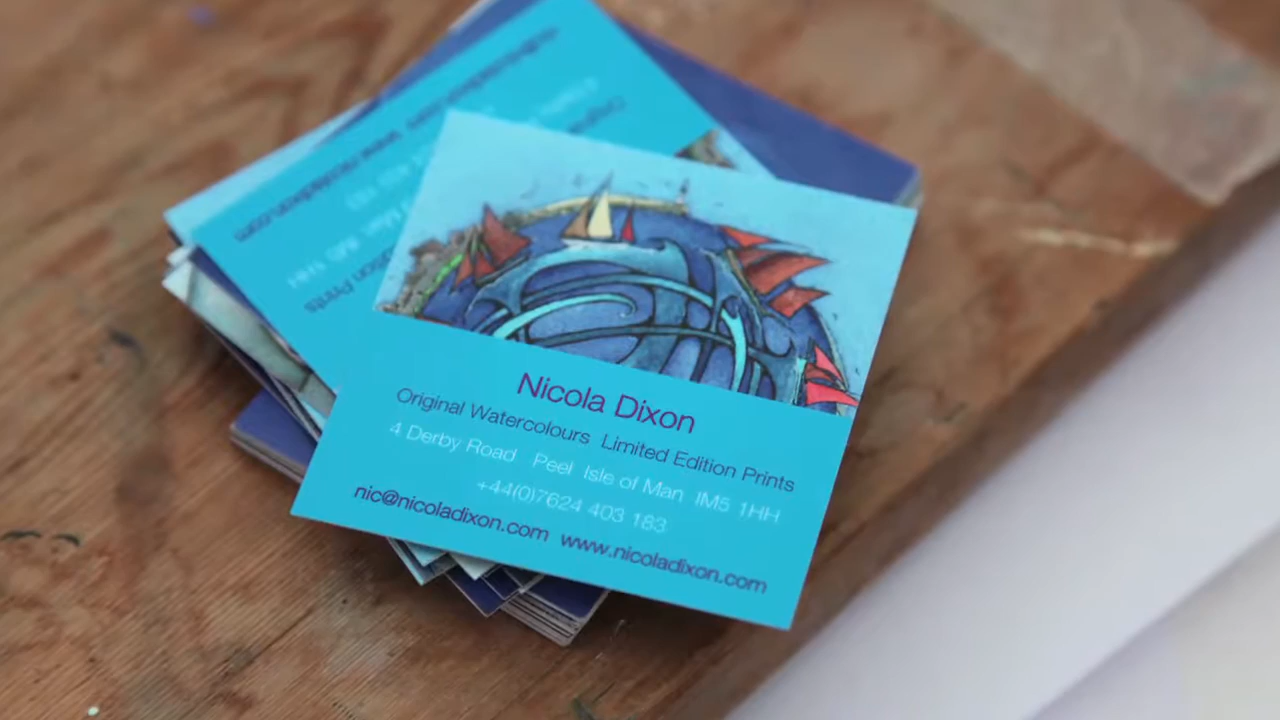 Nicola Dixon
Original Watercolours Limited Edition Prints
4 Derby Road Peel Isle of Man IM5 1HH
+44(0)7624 403 183
nic@nicoladixon.com www.nicoladixon.com